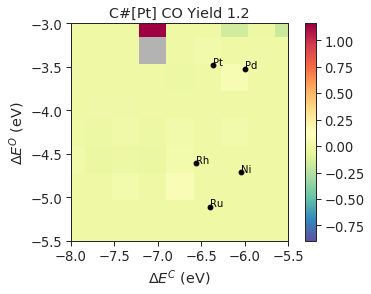 C#[Pt] CO Yield 1.2
−3.0
−3.5
−4.0
−4.5
−5.0
−5.5
ΔE^O (eV)
Pt
Pd
Rh
Ni
Ru
−8.0 −7.5 −7.0 −6.5 −6.0 −5.5
ΔE^C (eV)
1.00
0.75
0.50
0.25
0.00
−0.25
−0.50
−0.75